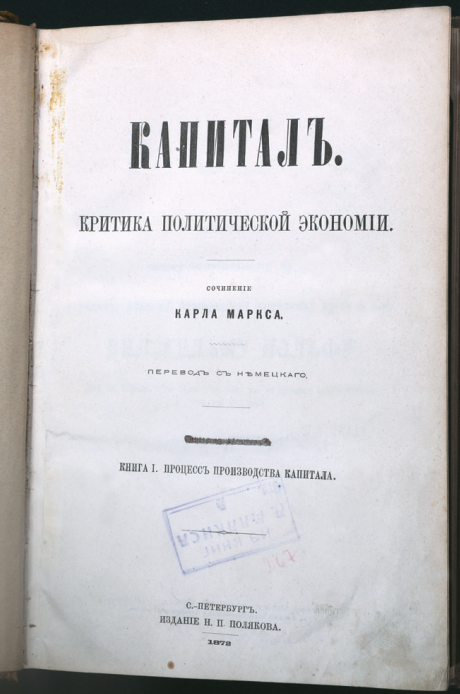 КАПИТАЛЪ.
КРИТИКА ПОЛИТИЧЕСКОЙ ЭКОНОМІИ.
СОЧИНЕНІЕ
КАРЛА МАРКСА.
ПЕРЕВОДЪ СЪ НѢМЕЦКАГО.
КНИГА I. ПРОЦЕССЪ ПРОИЗВОДСТВА КАПИТАЛА.
С.-ПЕТЕРБУРГЪ.
ИЗДАНІЕ Н. П. ПОЛЯКОВА.
1872